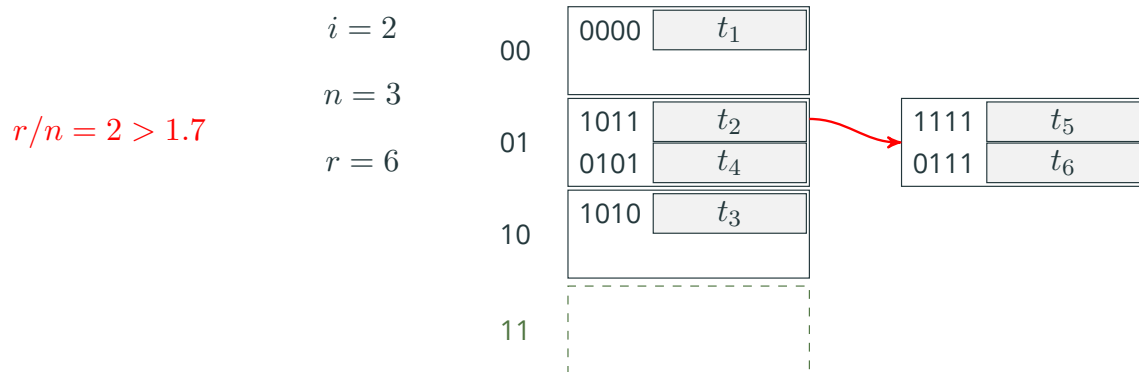 i = 2
n = 3
r = 6
r/n = 2 > 1.7
00
0000 t₁
01
1011 t₂
0101 t₄
1111 t₅
0111 t₆
10
1010 t₃
11